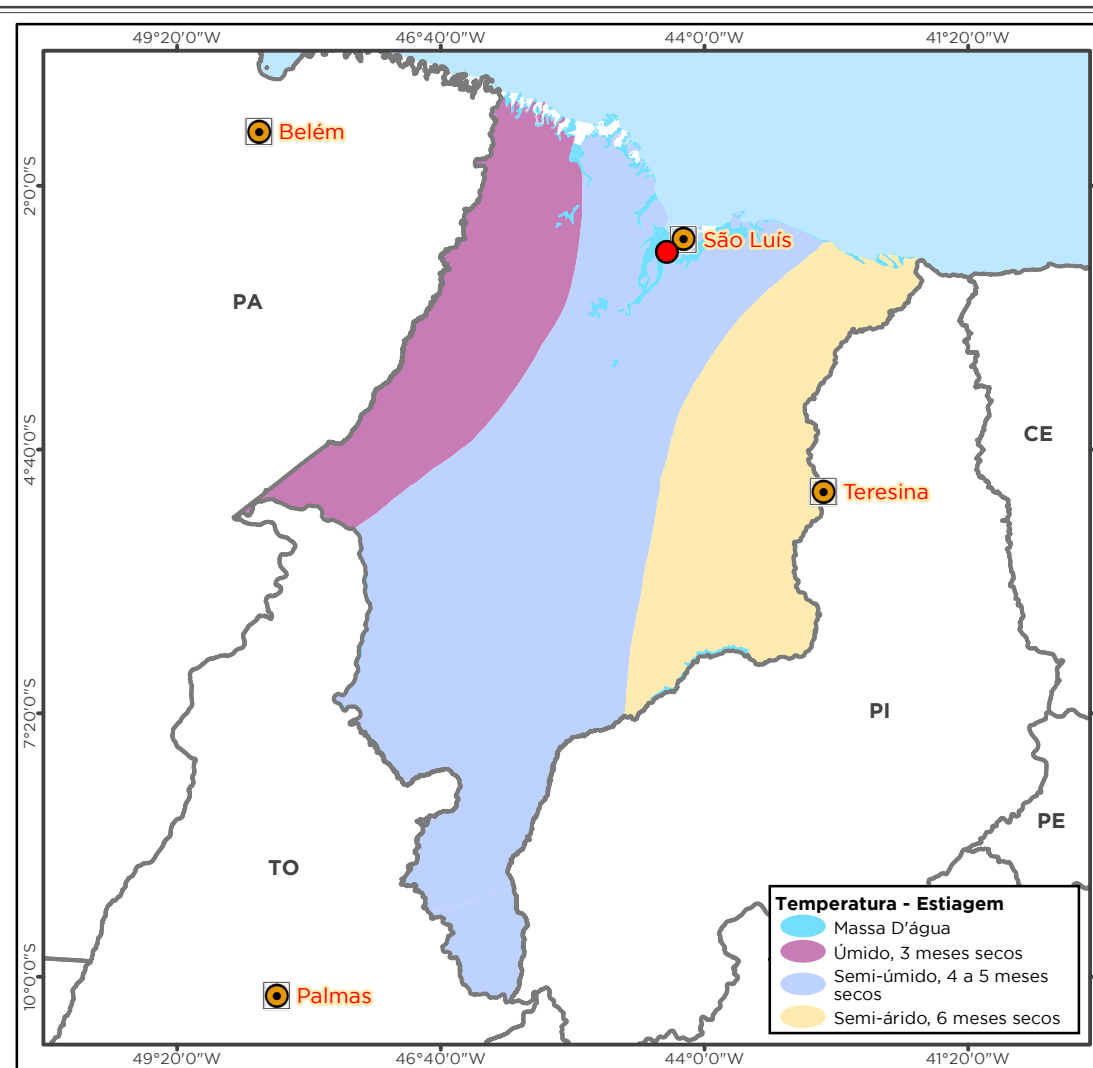 49°20'0"W
46°40'0"W
44°0'0"W
41°20'0"W
2°0'0"S
4°40'0"S
7°20'0"S
10°0'0"S
Belém
São Luís
PA
CE
Teresina
PI
PE
TO
Palmas
Temperatura - Estiagem
Massa D'água
Úmido, 3 meses secos
Semi-úmido, 4 a 5 meses
secos
Semi-árido, 6 meses secos
49°20'0"W
46°40'0"W
44°0'0"W
41°20'0"W